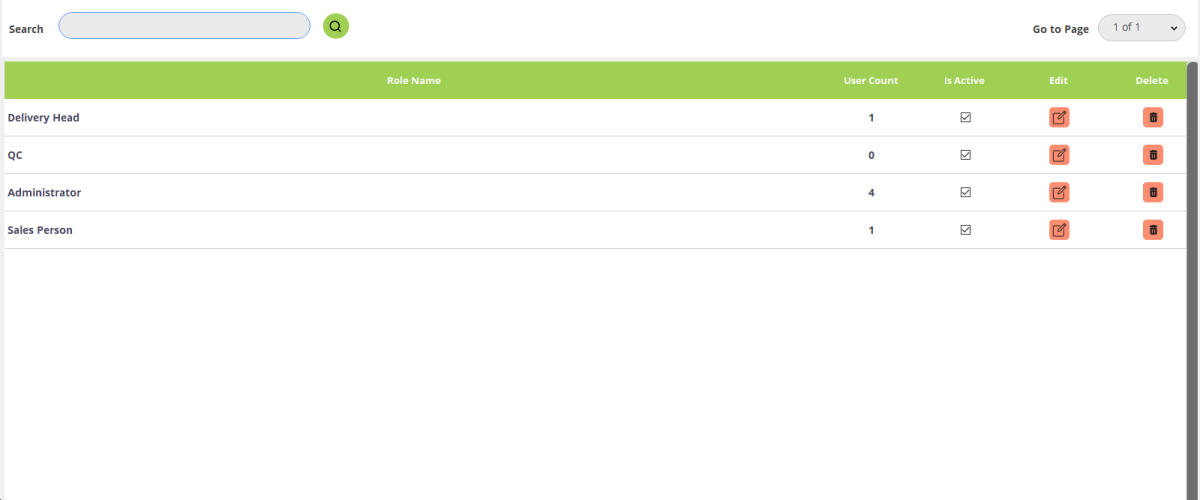 Search
Go to Page 1 of 1
Role Name User Count Is Active Edit Delete
Delivery Head 1
QC 0
Administrator 4
Sales Person 1